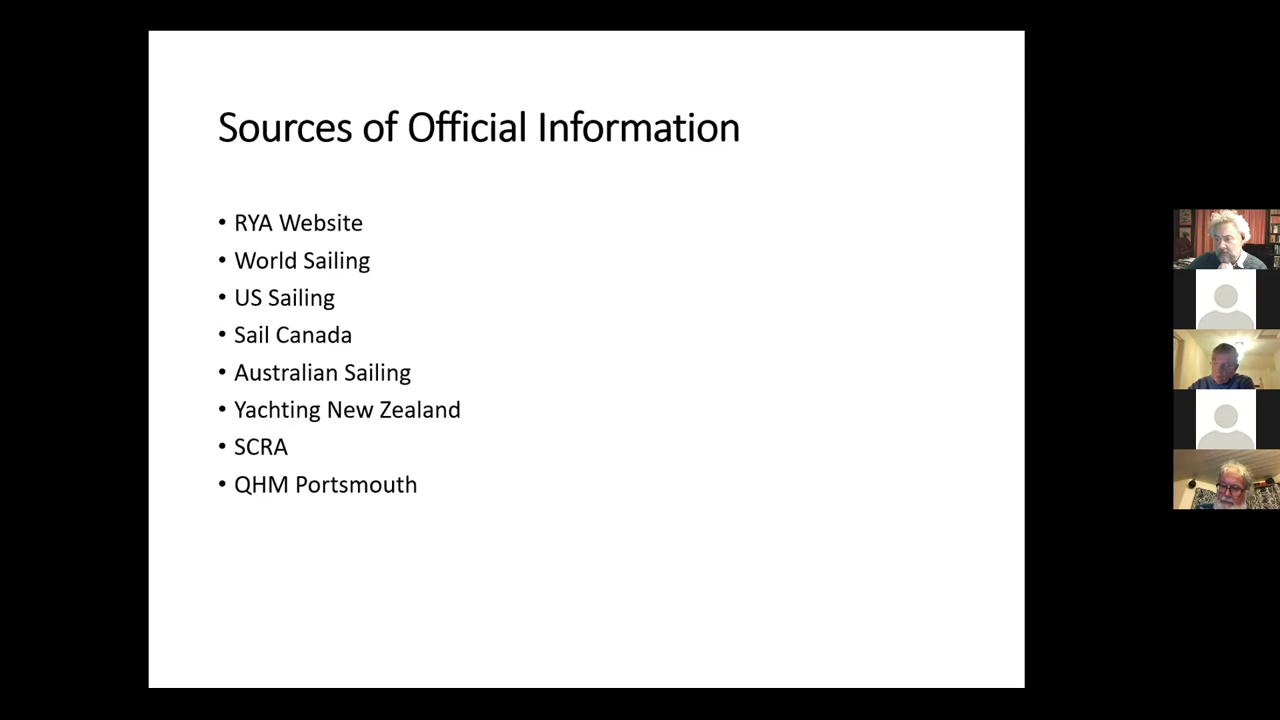 Sources of Official Information
• RYA Website
• World Sailing
• US Sailing
• Sail Canada
• Australian Sailing
• Yachting New Zealand
• SCRA
• QHM Portsmouth